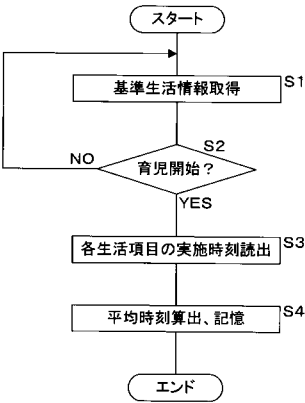 スタート
基準生活情報取得
S1
S2
育児開始？
NO
YES
各生活項目の実施時刻読出
S3
平均時刻算出、記憶
S4
エンド